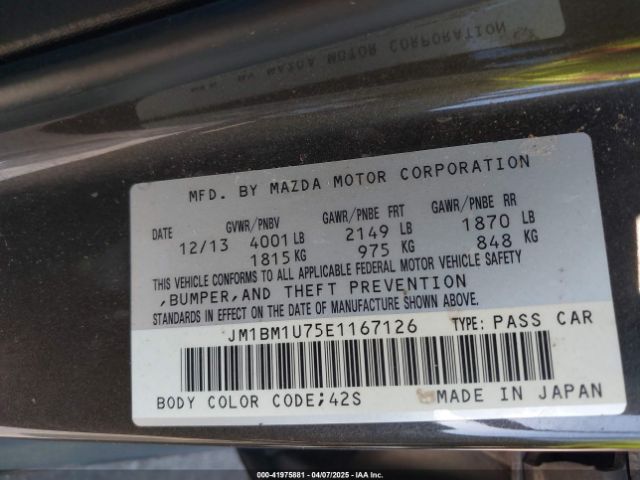 MFD. BY MAZDA MOTOR CORPORATION
DATE GVWR/PNBV GAWR/PNBE FRT GAWR/PNBE RR
12/13 4001 LB 2149 LB 1870 LB
1815 KG 975 KG 848 KG
THIS VEHICLE CONFORMS TO ALL APPLICABLE FEDERAL MOTOR VEHICLE SAFETY
,BUMPER,AND THEFT PREVENTION
STANDARDS IN EFFECT ON THE DATE OF MANUFACTURE SHOWN ABOVE.
JM1BM1U75E1167126 TYPE: PASS CAR
BODY COLOR CODE;42S MADE IN JAPAN
000-41975881 - 04/07/2025 - IAA Inc.